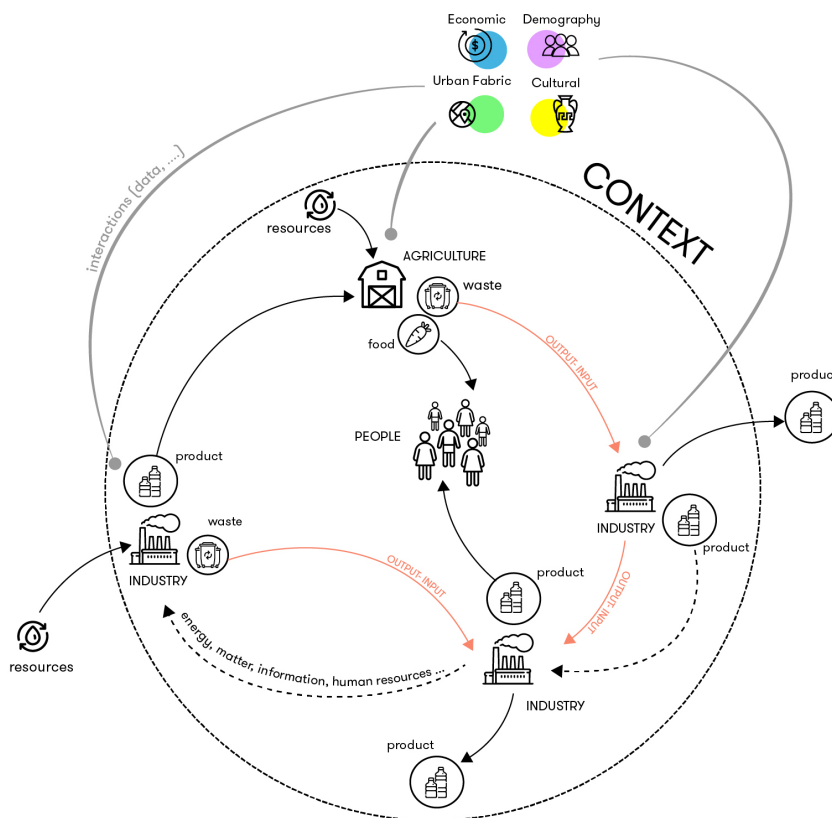 Economic
Demography
Urban Fabric
Cultural
CONTEXT
interactions (data, ....)
resources
AGRICULTURE
waste
food
OUTPUT- INPUT
product
PEOPLE
product
INDUSTRY
product
waste
INDUSTRY
OUTPUT- INPUT
product
OUTPUT- INPUT
resources
energy, matter, information, human resources ...
INDUSTRY
product